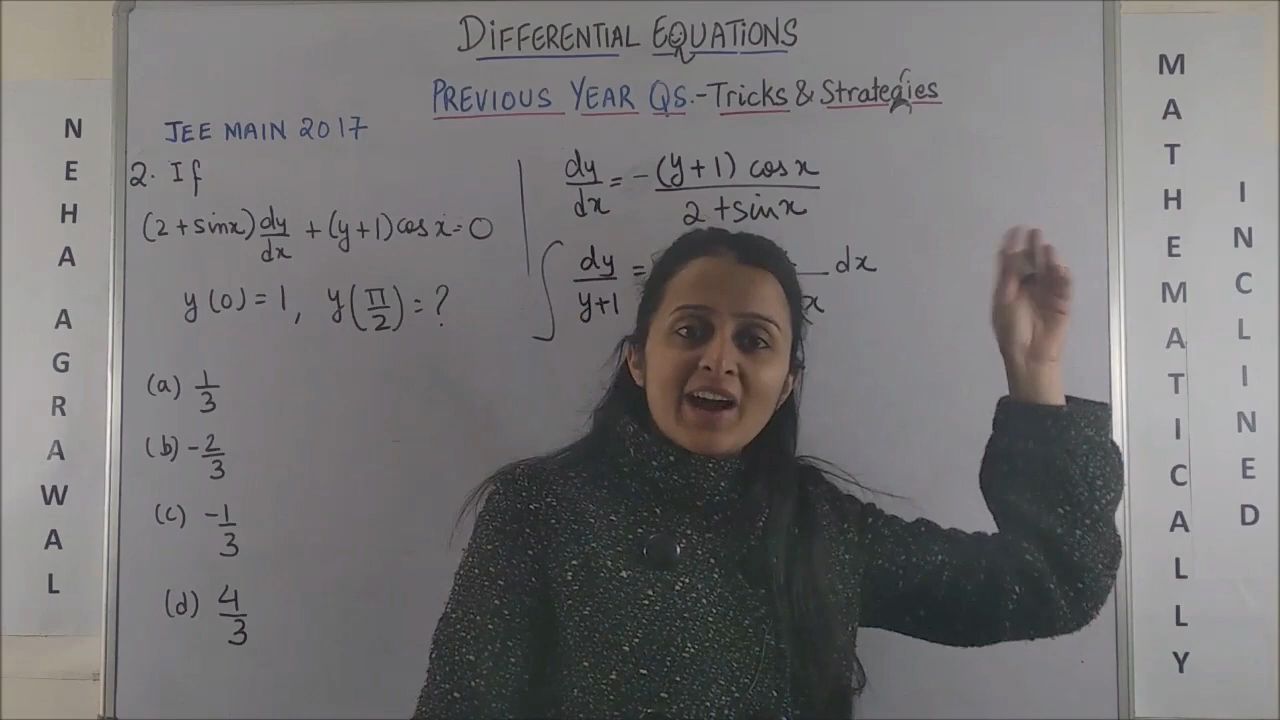 DIFFERENTIAL EQUATIONS
PREVIOUS YEAR QS.-Tricks & Strategies
JEE MAIN 2017
2. If
(2+sinx) dy/dx + (y+1) cos x = 0
y(0) = 1, y(π/2) = ?
(a) 1/3
(b) -2/3
(c) -1/3
(d) 4/3
dy/dx = -(y+1) cos x / 2+sinx
∫ dy/y+1 = dx
x
NEHA AGRAWAL
MATHEMATICALLY
INCLINED